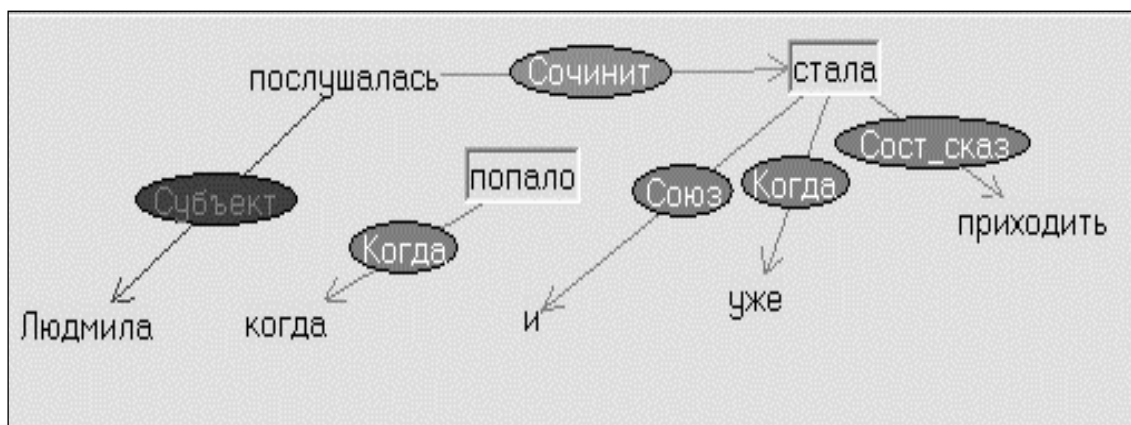 послушалась Сочинит стала
Сост_сказ
попало Союз Когда
Субъект
Когда приходить
уже
Людмила когда и